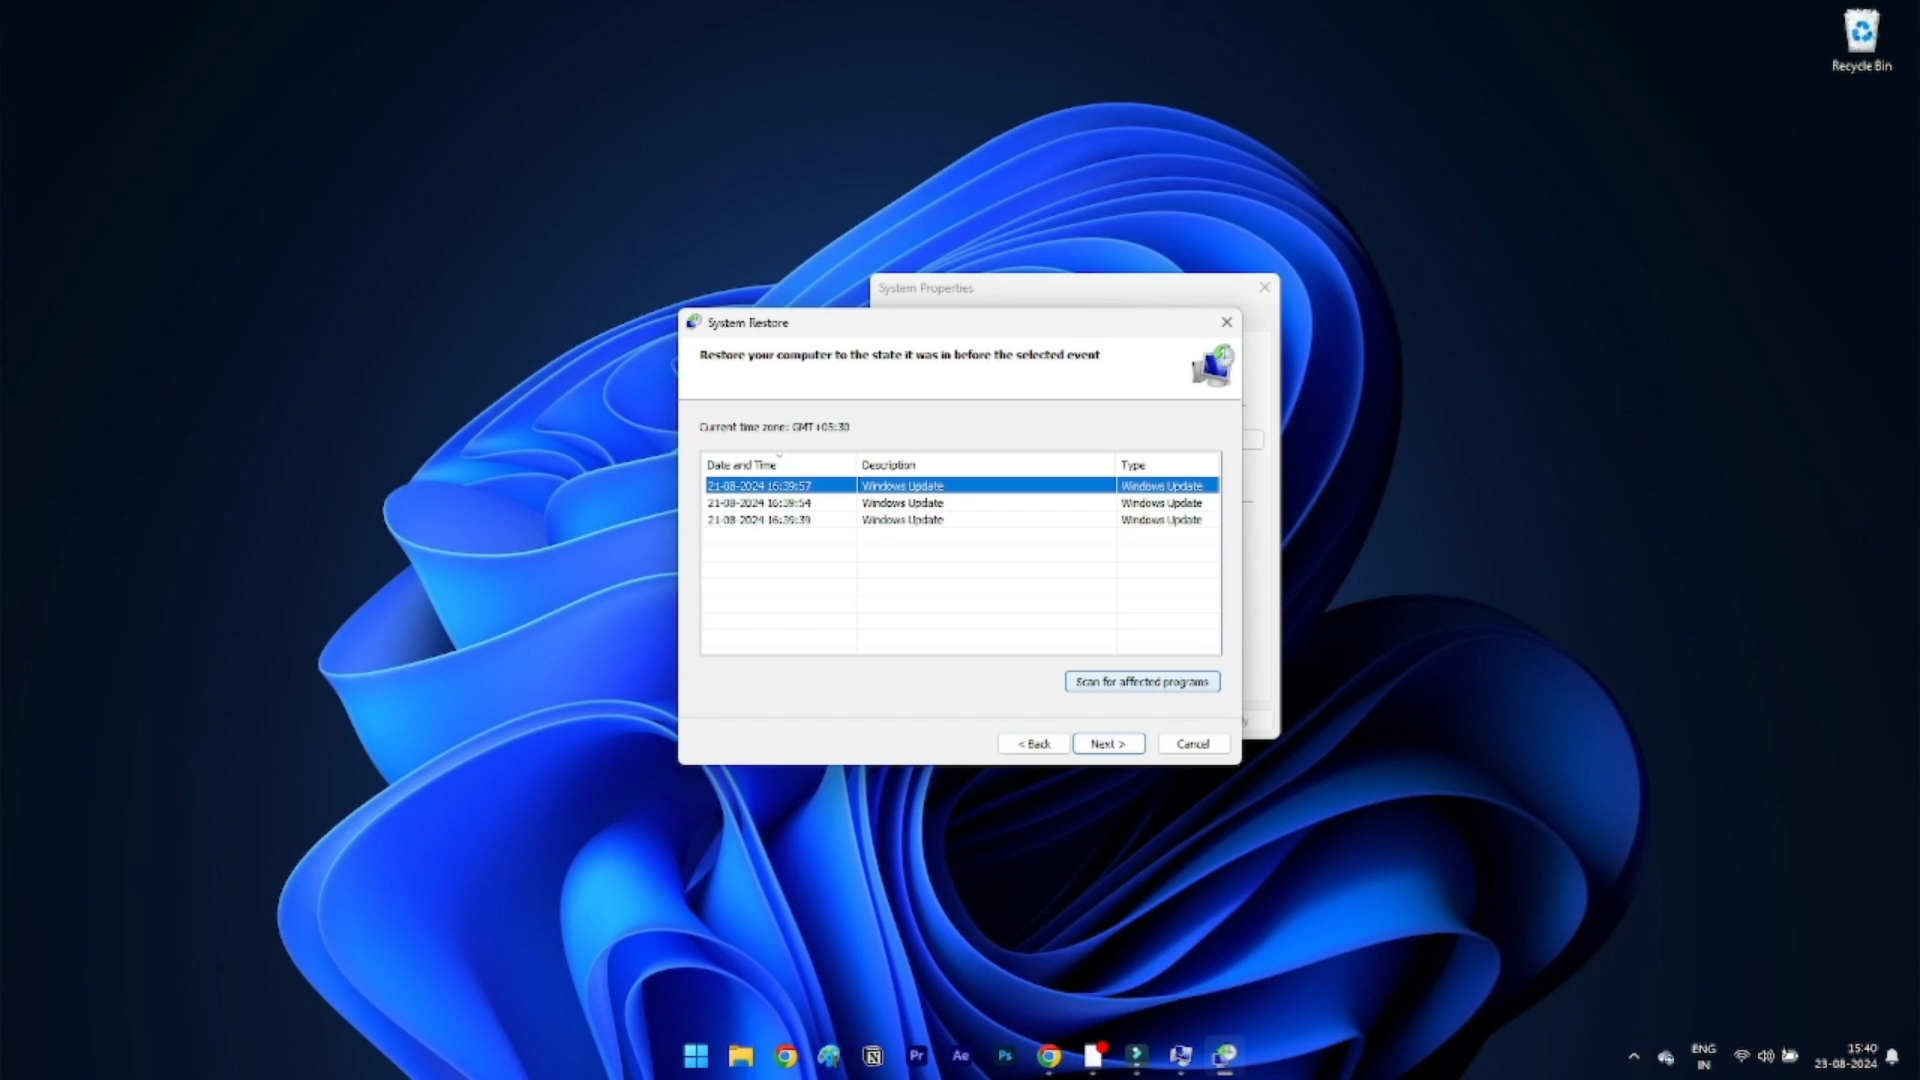 Recycle Bin
System Properties
System Restore
Restore your computer to the state it was in before the selected event
Current time zone: GMT+05:30
Date and Time Description Type
21-08-2024 16:39:57 Windows Update Windows Update
21-08-2024 16:39:54 Windows Update Windows Update
21-08-2024 16:39:39 Windows Update Windows Update
Scan for affected programs
y
< Back Next > Cancel
Pr Ae Ps
ENG
IN
15:40
23-08-2024